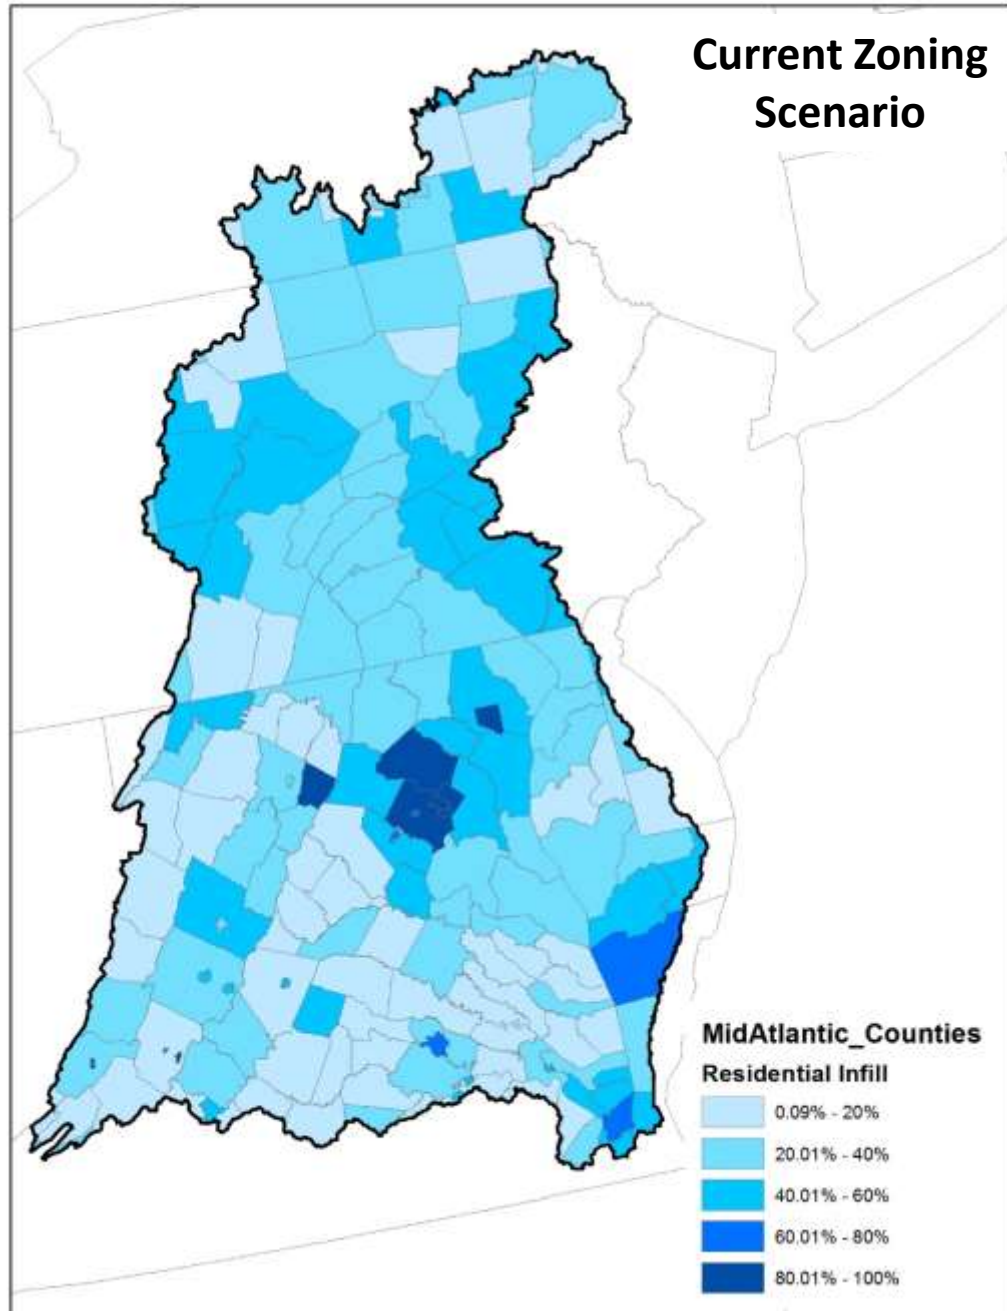 Current Zoning
Scenario
MidAtlantic_Counties
Residential Infill
0.09% - 20%
20.01% - 40%
40.01% - 60%
60.01% - 80%
80.01% - 100%